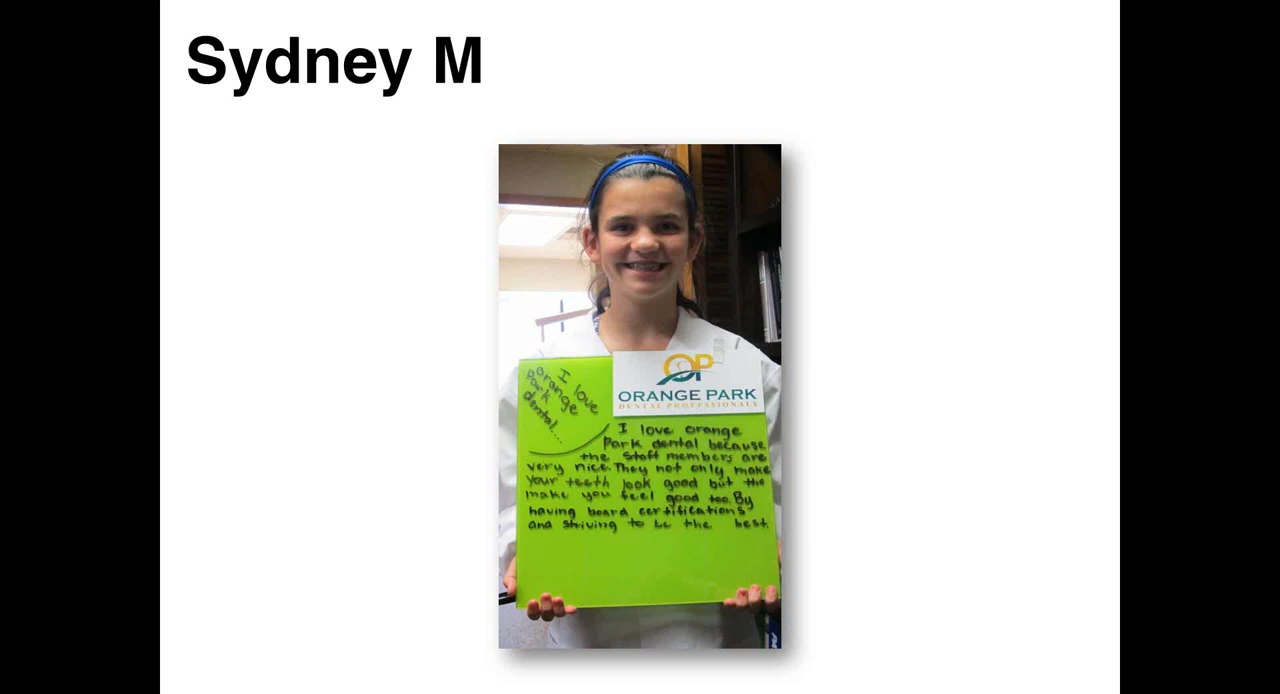 Sydney M
I love
orange
Park
dental...
OP
ORANGE PARK
DENTAL PROFESSIONALS
I love orange
Park dental because
the staff members are
very nice. They not only make
your teeth look good but the
make you feel good too. By
having board certifications
and striving to be the best